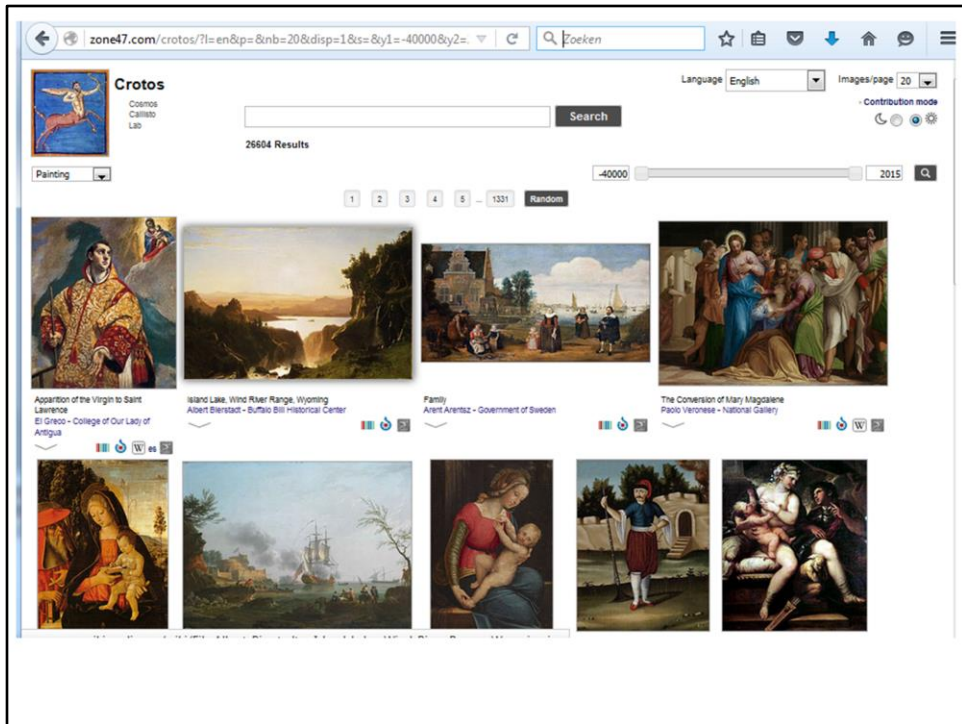 zone47.com/crotos/?l=en&p=&nb=20&disp=1&s=&y1=-40000&y2=
Zoeken
Crotos
Cosmos
Callisto
Lab
Language English Images/page 20
- Contribution mode
Search
26604 Results
Painting
-40000 2015
1 2 3 4 5 ... 1331 Random
Apparition of the Virgin to Saint
Lawrence
El Greco - College of Our Lady of
Antigua
W es
Island Lake, Wind River Range, Wyoming
Albert Bierstadt - Buffalo Bill Historical Center
Family
Arent Arentsz - Government of Sweden
The Conversion of Mary Magdalene
Paolo Veronese - National Gallery
W